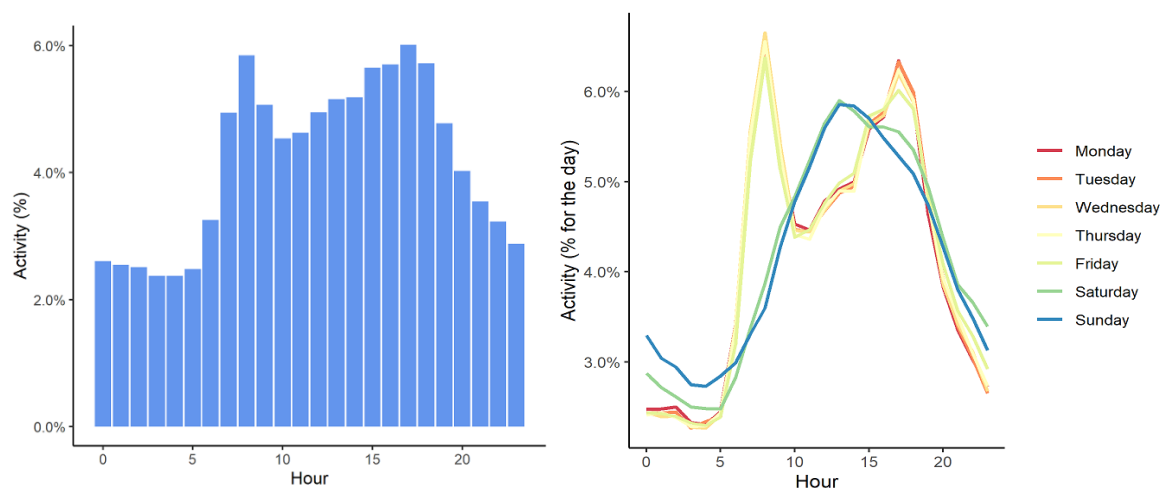 6.0%
4.0%
2.0%
0.0%
Activity (%)
0 5 10 15 20
Hour
6.0%
5.0%
4.0%
3.0%
Activity (% for the day)
0 5 10 15 20
Hour
Monday
Tuesday
Wednesday
Thursday
Friday
Saturday
Sunday